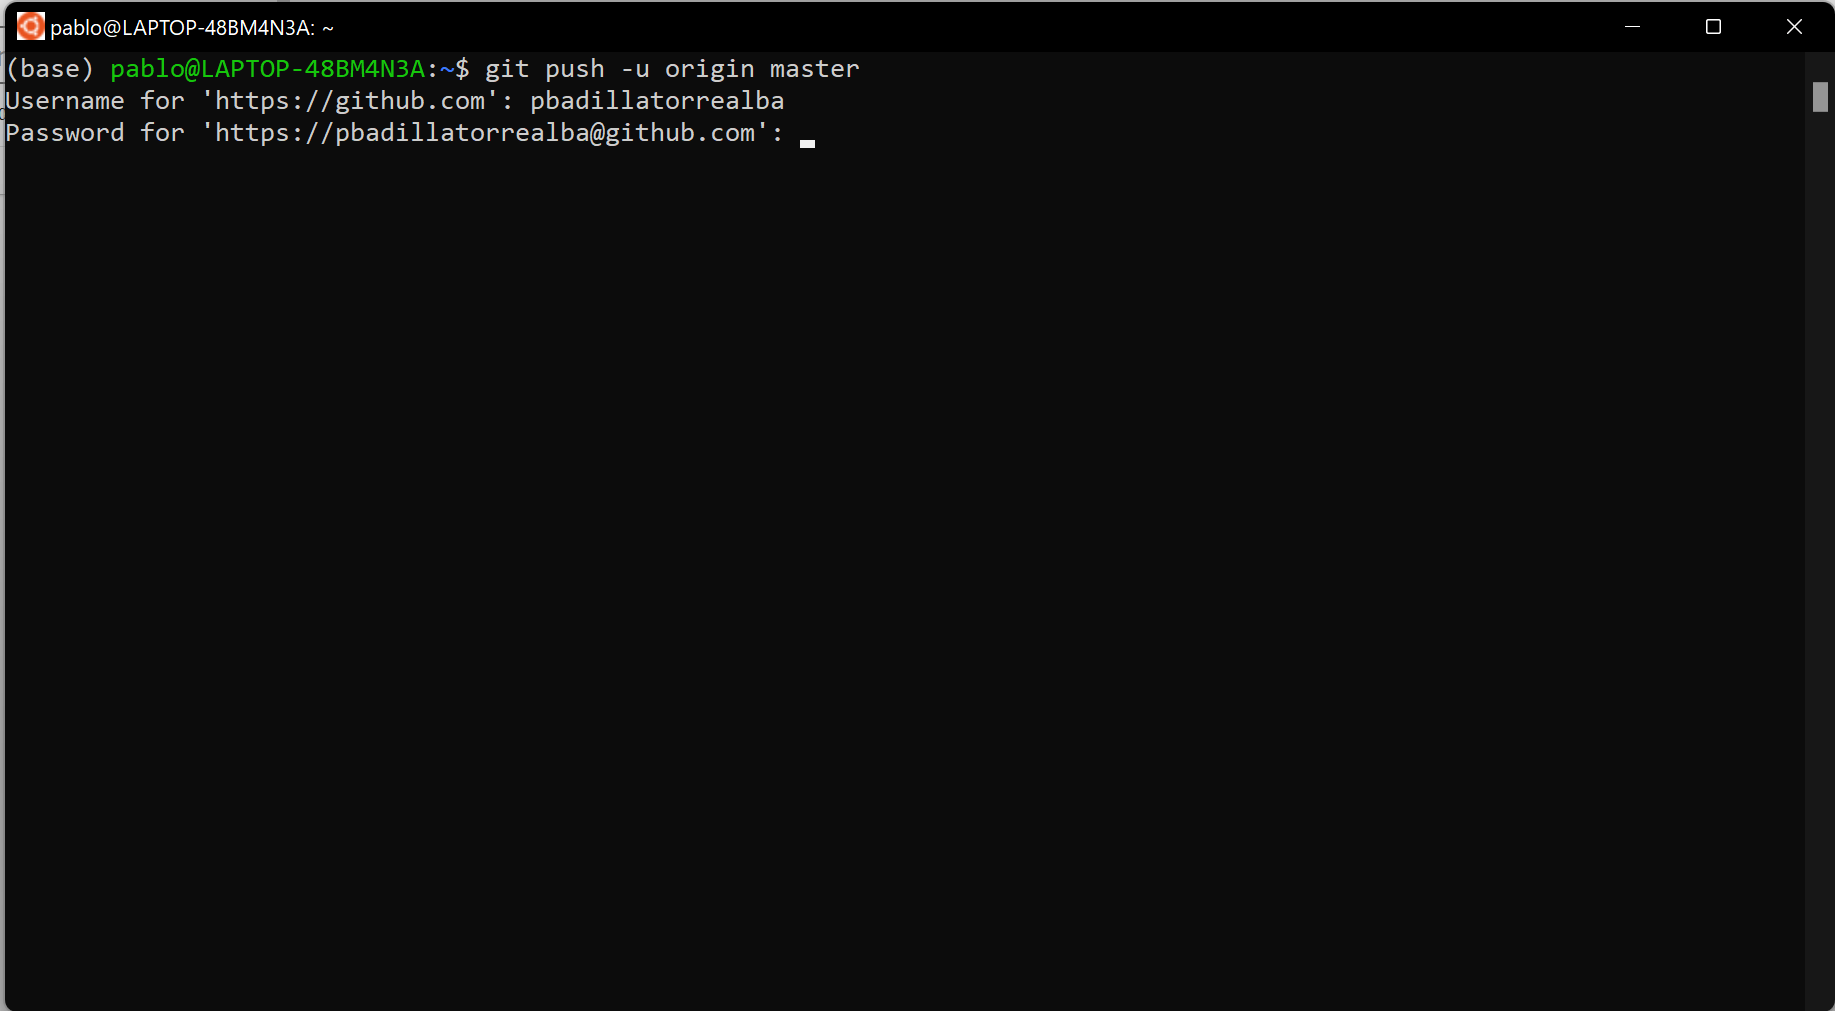 pablo@LAPTOP-48BM4N3A: ~
(base) pablo@LAPTOP-48BM4N3A:~$ git push -u origin master
Username for 'https://github.com': pbadillatorrealba
Password for 'https://pbadillatorrealba@github.com':